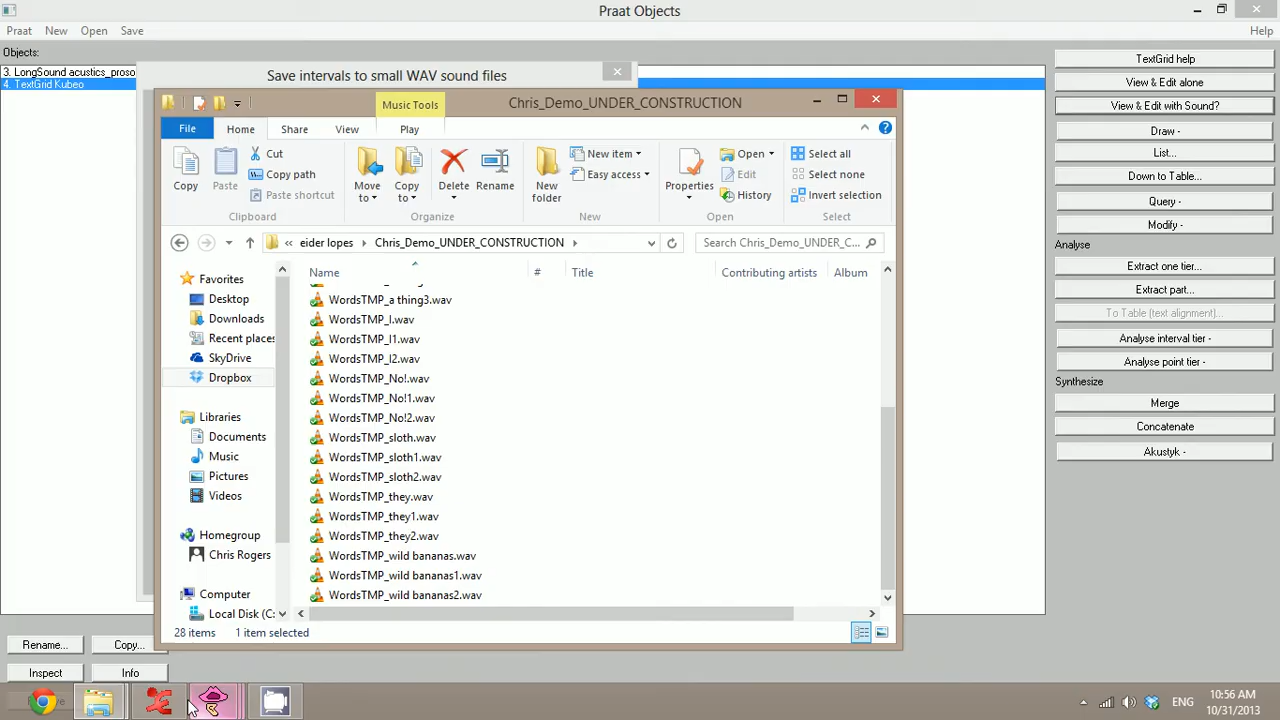 Praat Objects
Praat New Open Save Help
Objects:
3. LongSound acustics_proso
4. TextGrid Kubeo
Save intervals to small WAV sound files
Music Tools
Chris_Demo_UNDER_CONSTRUCTION
File Home Share View Play
Copy
Paste
Cut
Copy path
Paste shortcut
Clipboard
Move to
Copy to
Delete
Rename
Organize
New folder
New item
Easy access
New
Properties
Open
Edit
History
Open
Select all
Select none
Invert selection
Select
« eider lopes Chris_Demo_UNDER_CONSTRUCTION
Search Chris_Demo_UNDER_C...
Name # Title Contributing artists Album
Favorites
Desktop
Downloads
Recent places
SkyDrive
Dropbox
Libraries
Documents
Music
Pictures
Videos
Homegroup
Chris Rogers
Computer
Local Disk (C:
WordsTMP_a thing3.wav
WordsTMP_I.wav
WordsTMP_I1.wav
WordsTMP_I2.wav
WordsTMP_No!.wav
WordsTMP_No!1.wav
WordsTMP_No!2.wav
WordsTMP_sloth.wav
WordsTMP_sloth1.wav
WordsTMP_sloth2.wav
WordsTMP_they.wav
WordsTMP_they1.wav
WordsTMP_they2.wav
WordsTMP_wild bananas.wav
WordsTMP_wild bananas1.wav
WordsTMP_wild bananas2.wav
28 items 1 item selected
TextGrid help
View & Edit alone
View & Edit with Sound?
Draw -
List...
Down to Table...
Query -
Modify -
Analyse
Extract one tier...
Extract part...
To Table (text alignment)...
Analyse interval tier -
Analyse point tier -
Synthesize
Merge
Concatenate
Akustyk -
Rename... Copy...
Inspect Info
ENG
10:56 AM
10/31/2013